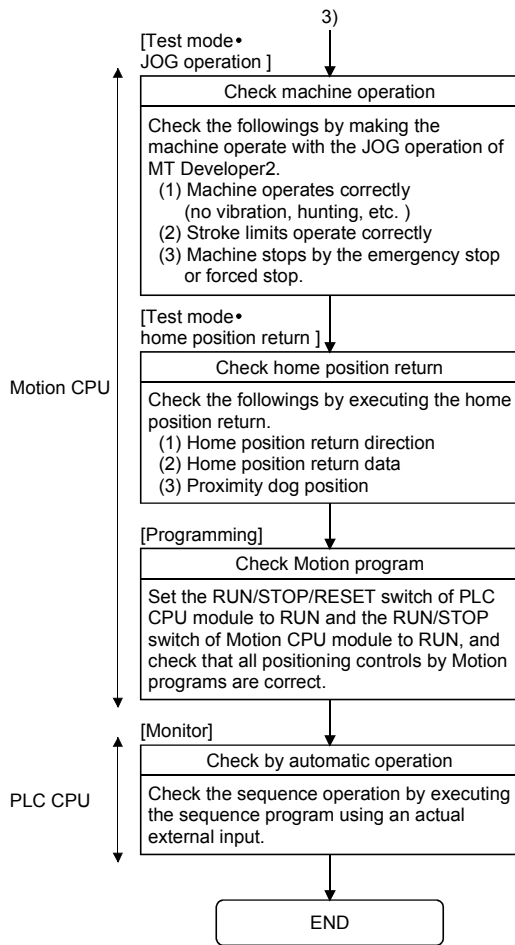 3)
[Test mode•
JOG operation ]
Check machine operation
Check the followings by making the
machine operate with the JOG operation of
MT Developer2.
(1) Machine operates correctly
(no vibration, hunting, etc. )
(2) Stroke limits operate correctly
(3) Machine stops by the emergency stop
or forced stop.
[Test mode•
home position return ]
Check home position return
Motion CPU
Check the followings by executing the home
position return.
(1) Home position return direction
(2) Home position return data
(3) Proximity dog position
[Programming]
Check Motion program
Set the RUN/STOP/RESET switch of PLC
CPU module to RUN and the RUN/STOP
switch of Motion CPU module to RUN, and
check that all positioning controls by Motion
programs are correct.
[Monitor]
Check by automatic operation
PLC CPU
Check the sequence operation by executing
the sequence program using an actual
external input.
END